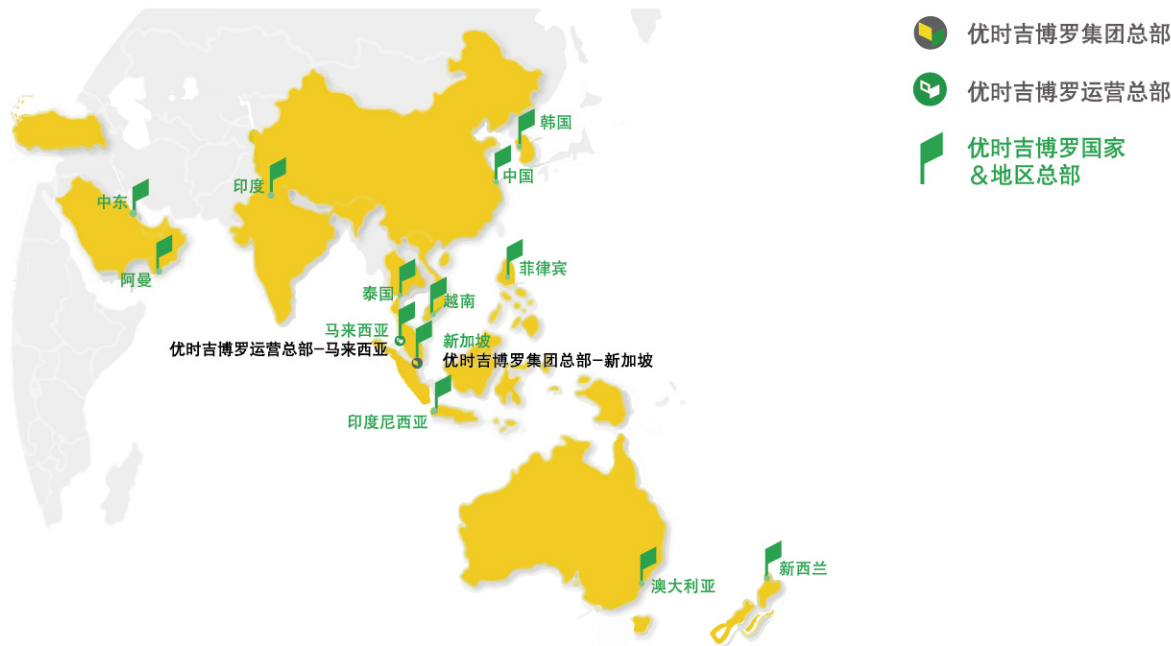 优时吉博罗集团总部
优时吉博罗运营总部
优时吉博罗国家
&地区总部
韩国
中国
印度
中东
阿曼
菲律宾
泰国
越南
马来西亚
新加坡
优时吉博罗运营总部–马来西亚
优时吉博罗集团总部–新加坡
印度尼西亚
新西兰
澳大利亚